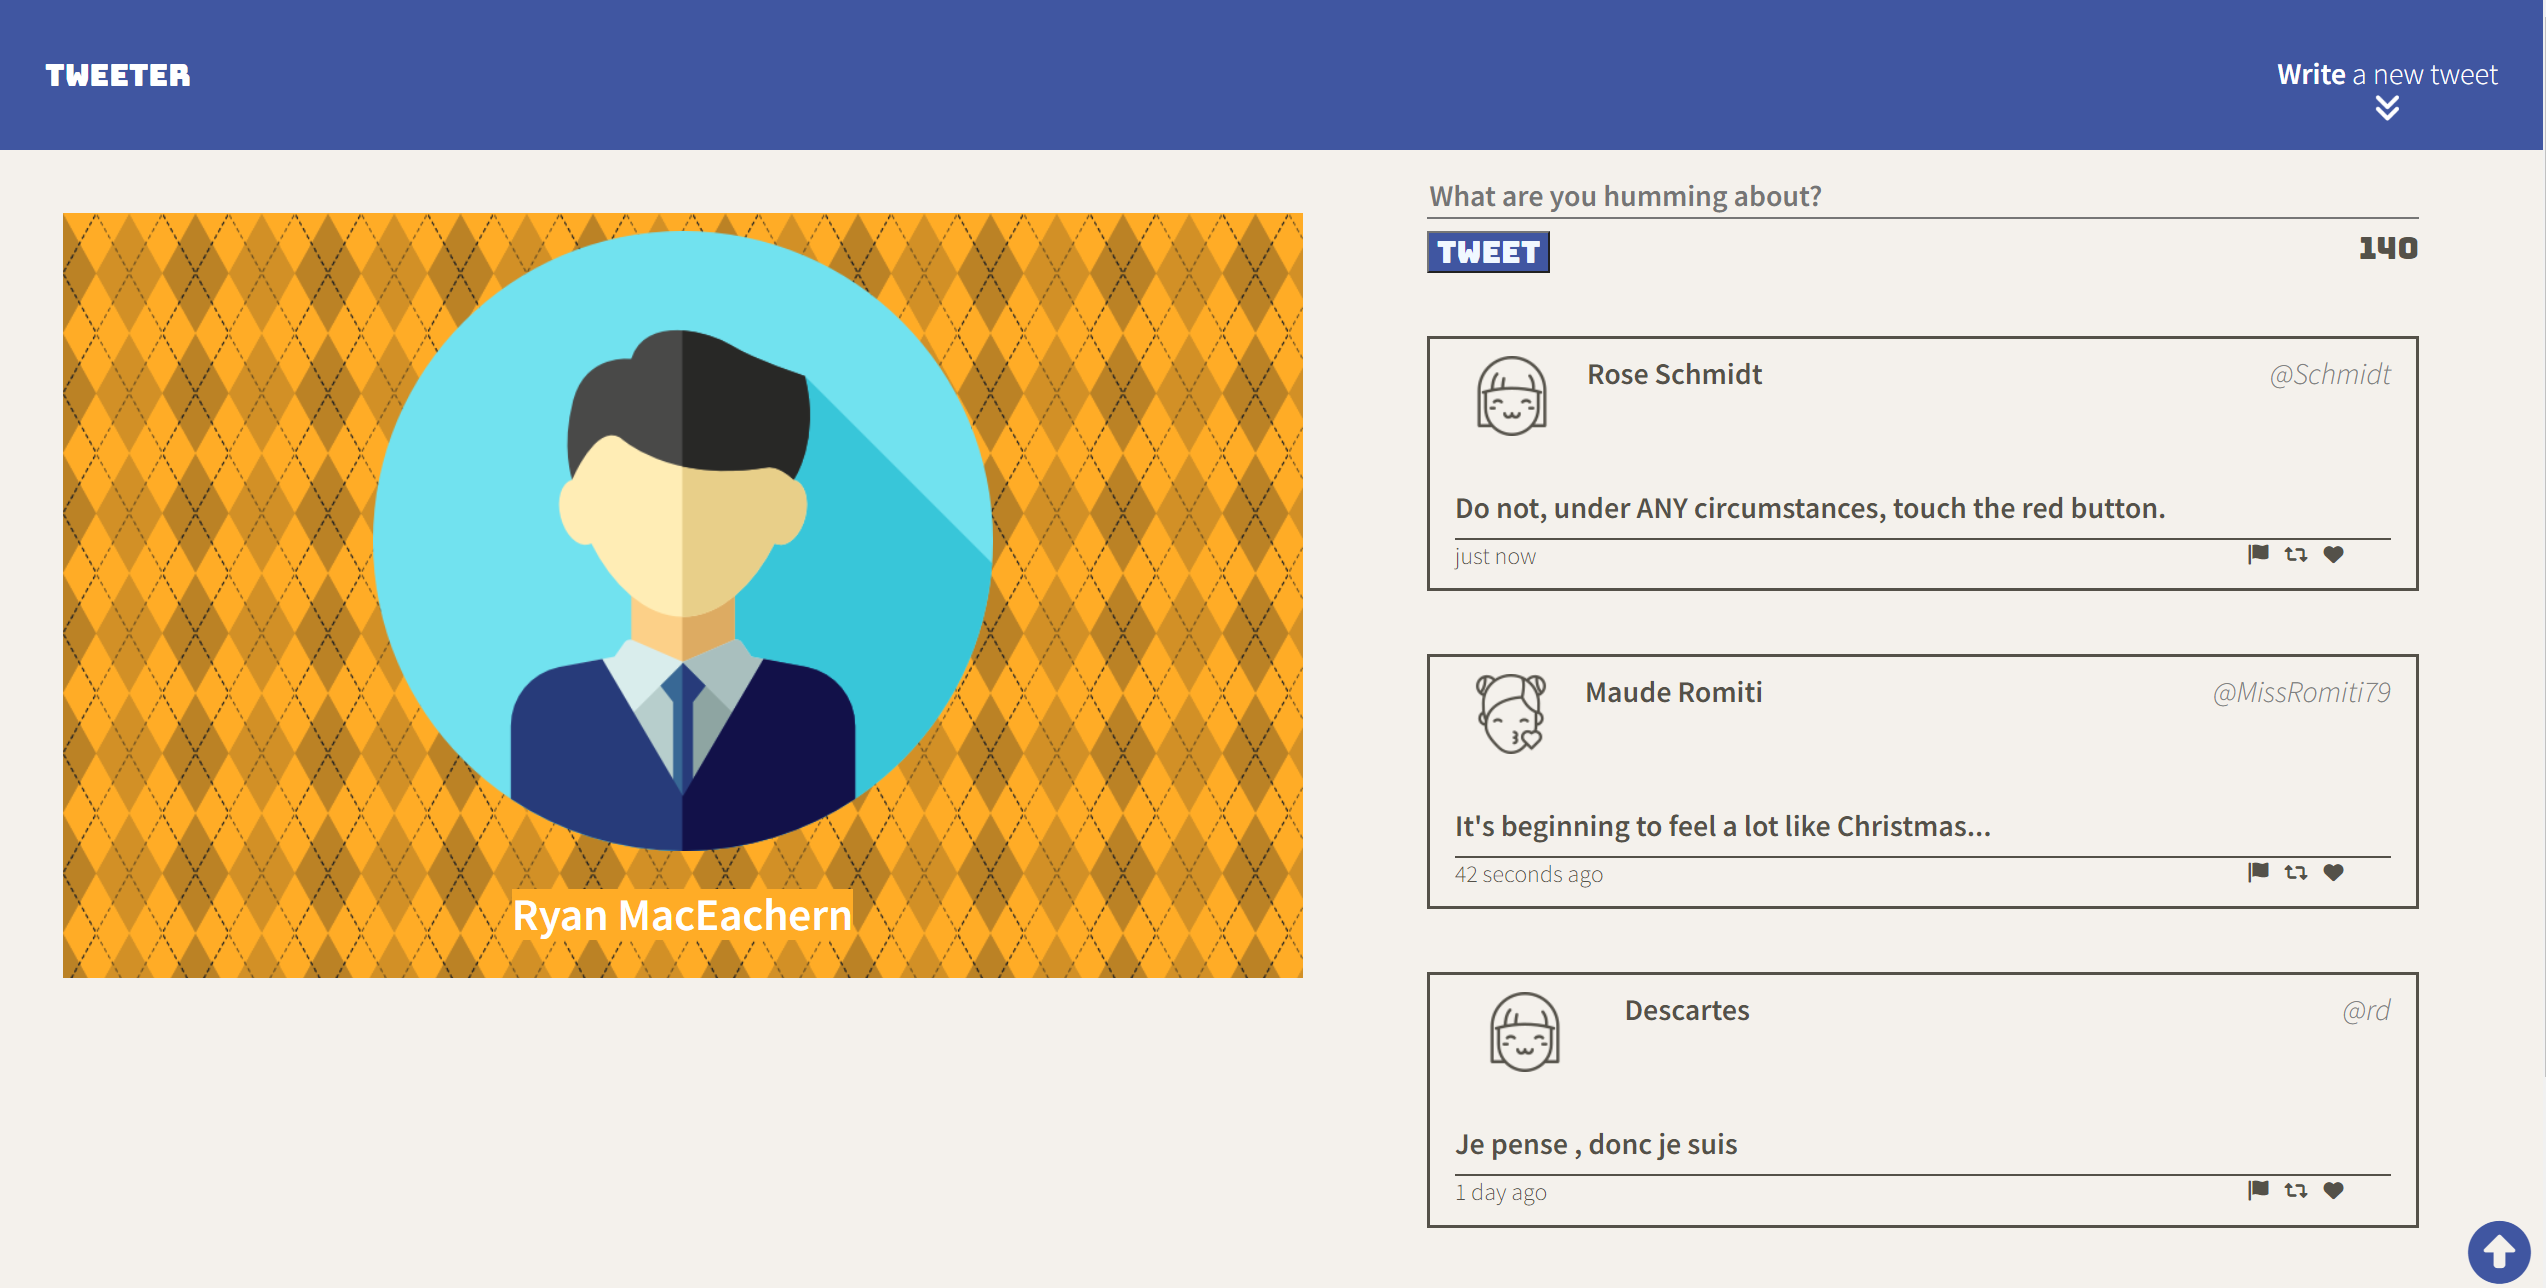 TWEETER
Write a new tweet
Ryan MacEachern
What are you humming about?
TWEET
140
Rose Schmidt
@Schmidt
Do not, under ANY circumstances, touch the red button.
just now
Maude Romiti
@MissRomiti79
It's beginning to feel a lot like Christmas...
42 seconds ago
Descartes
@rd
Je pense , donc je suis
1 day ago